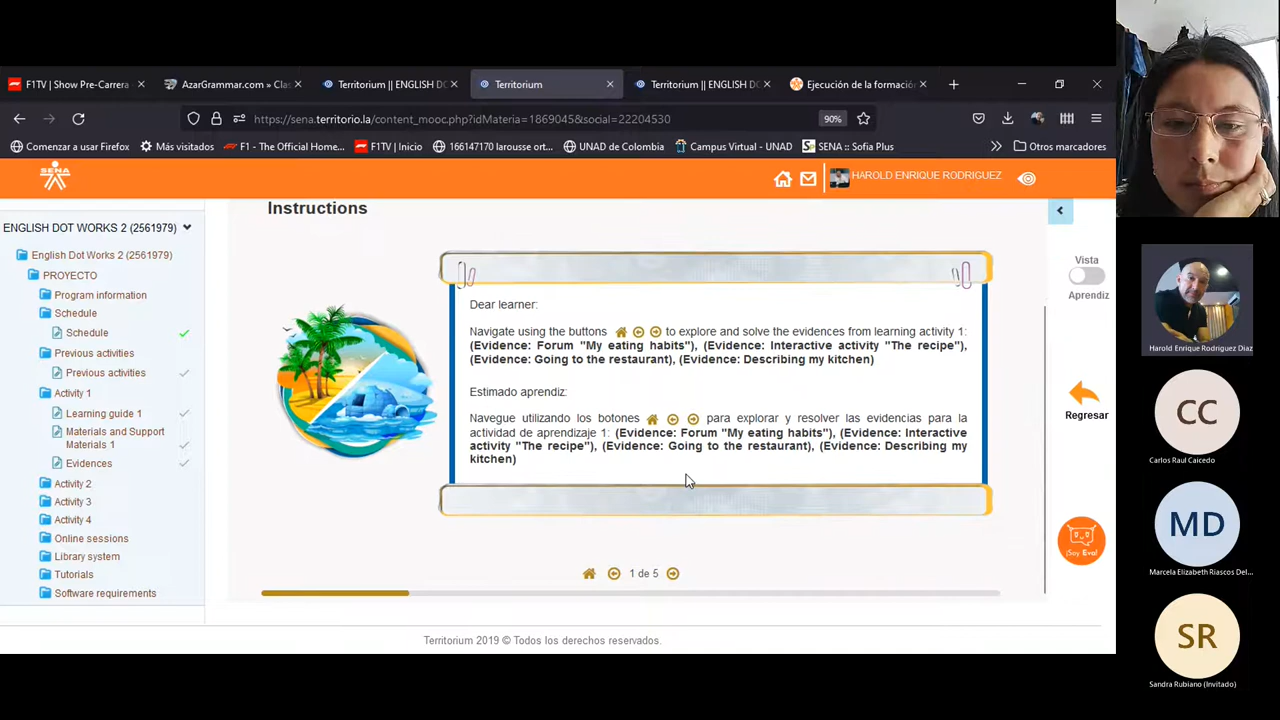 F1TV | Show Pre-Carrera
AzarGrammar.com » Clas
Territorium || ENGLISH DO
Territorium
Territorium || ENGLISH DO
Ejecución de la formación
https://sena.territorio.la/content_mooc.php?idMateria=1869045&social=22204530
90%
Comenzar a usar Firefox
Más visitados
F1 - The Official Home...
F1TV | Inicio
166147170 larousse ort...
UNAD de Colombia
Campus Virtual - UNAD
SENA :: Sofia Plus
Otros marcadores
SENA
HAROLD ENRIQUE RODRIGUEZ
ENGLISH DOT WORKS 2 (2561979)
English Dot Works 2 (2561979)
PROYECTO
Program information
Schedule
Schedule
Previous activities
Previous activities
Activity 1
Learning guide 1
Materials and Support
Materials 1
Evidences
Activity 2
Activity 3
Activity 4
Online sessions
Library system
Tutorials
Software requirements
Instructions
Dear learner:
Navigate using the buttons to explore and solve the evidences from learning activity 1:
(Evidence: Forum "My eating habits"), (Evidence: Interactive activity "The recipe"),
(Evidence: Going to the restaurant), (Evidence: Describing my kitchen)
Estimado aprendiz:
Navegue utilizando los botones para explorar y resolver las evidencias para la
actividad de aprendizaje 1: (Evidence: Forum "My eating habits"), (Evidence: Interactive
activity "The recipe"), (Evidence: Going to the restaurant), (Evidence: Describing my
kitchen)
1 de 5
Vista
Aprendiz
Regresar
¡Soy Eva!
Territorium 2019 © Todos los derechos reservados.
Harold Enrique Rodriguez Diaz
CC
Carlos Raul Caicedo
MD
Marcela Elizabeth Riascos Del...
SR
Sandra Rubiano (Invitado)